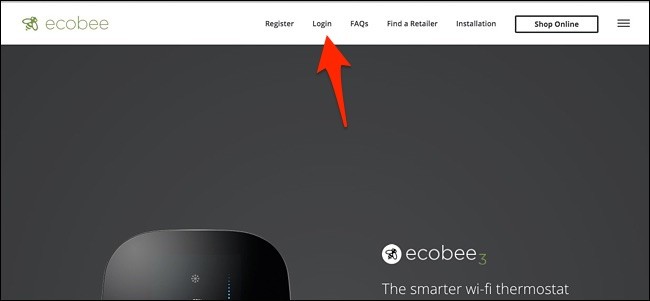 ecobee Register Login FAQs Find a Retailer Installation Shop Online
ecobee3
The smarter wi-fi thermostat